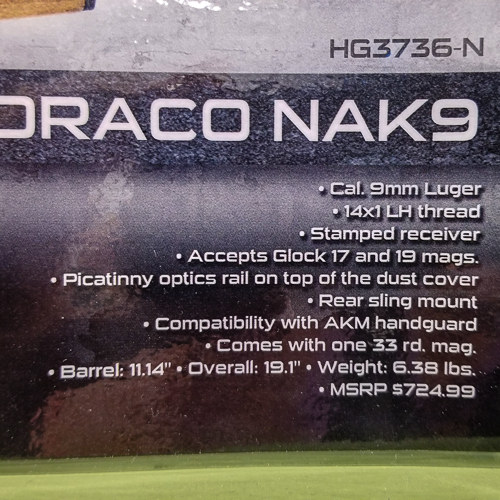 HG3736-N
DRACO NAK9
• Cal. 9mm Luger
• 14x1 LH thread
• Stamped receiver
• Accepts Glock 17 and 19 mags.
• Picatinny optics rail on top of the dust cover
• Rear sling mount
• Compatibility with AKM handguard
• Comes with one 33 rd. mag.
• Barrel: 11.14" • Overall: 19.1" • Weight: 6.38 lbs.
• MSRP $724.99